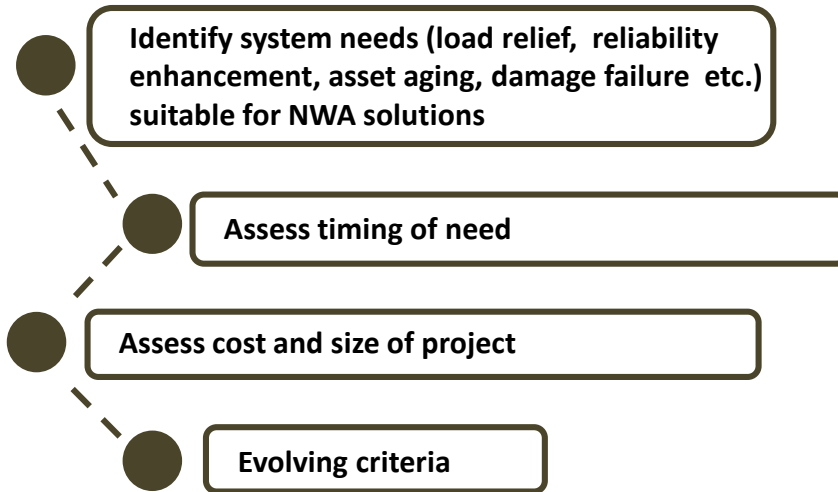 Identify system needs (load relief, reliability
enhancement, asset aging, damage failure etc.)
suitable for NWA solutions
Assess timing of need
Assess cost and size of project
Evolving criteria